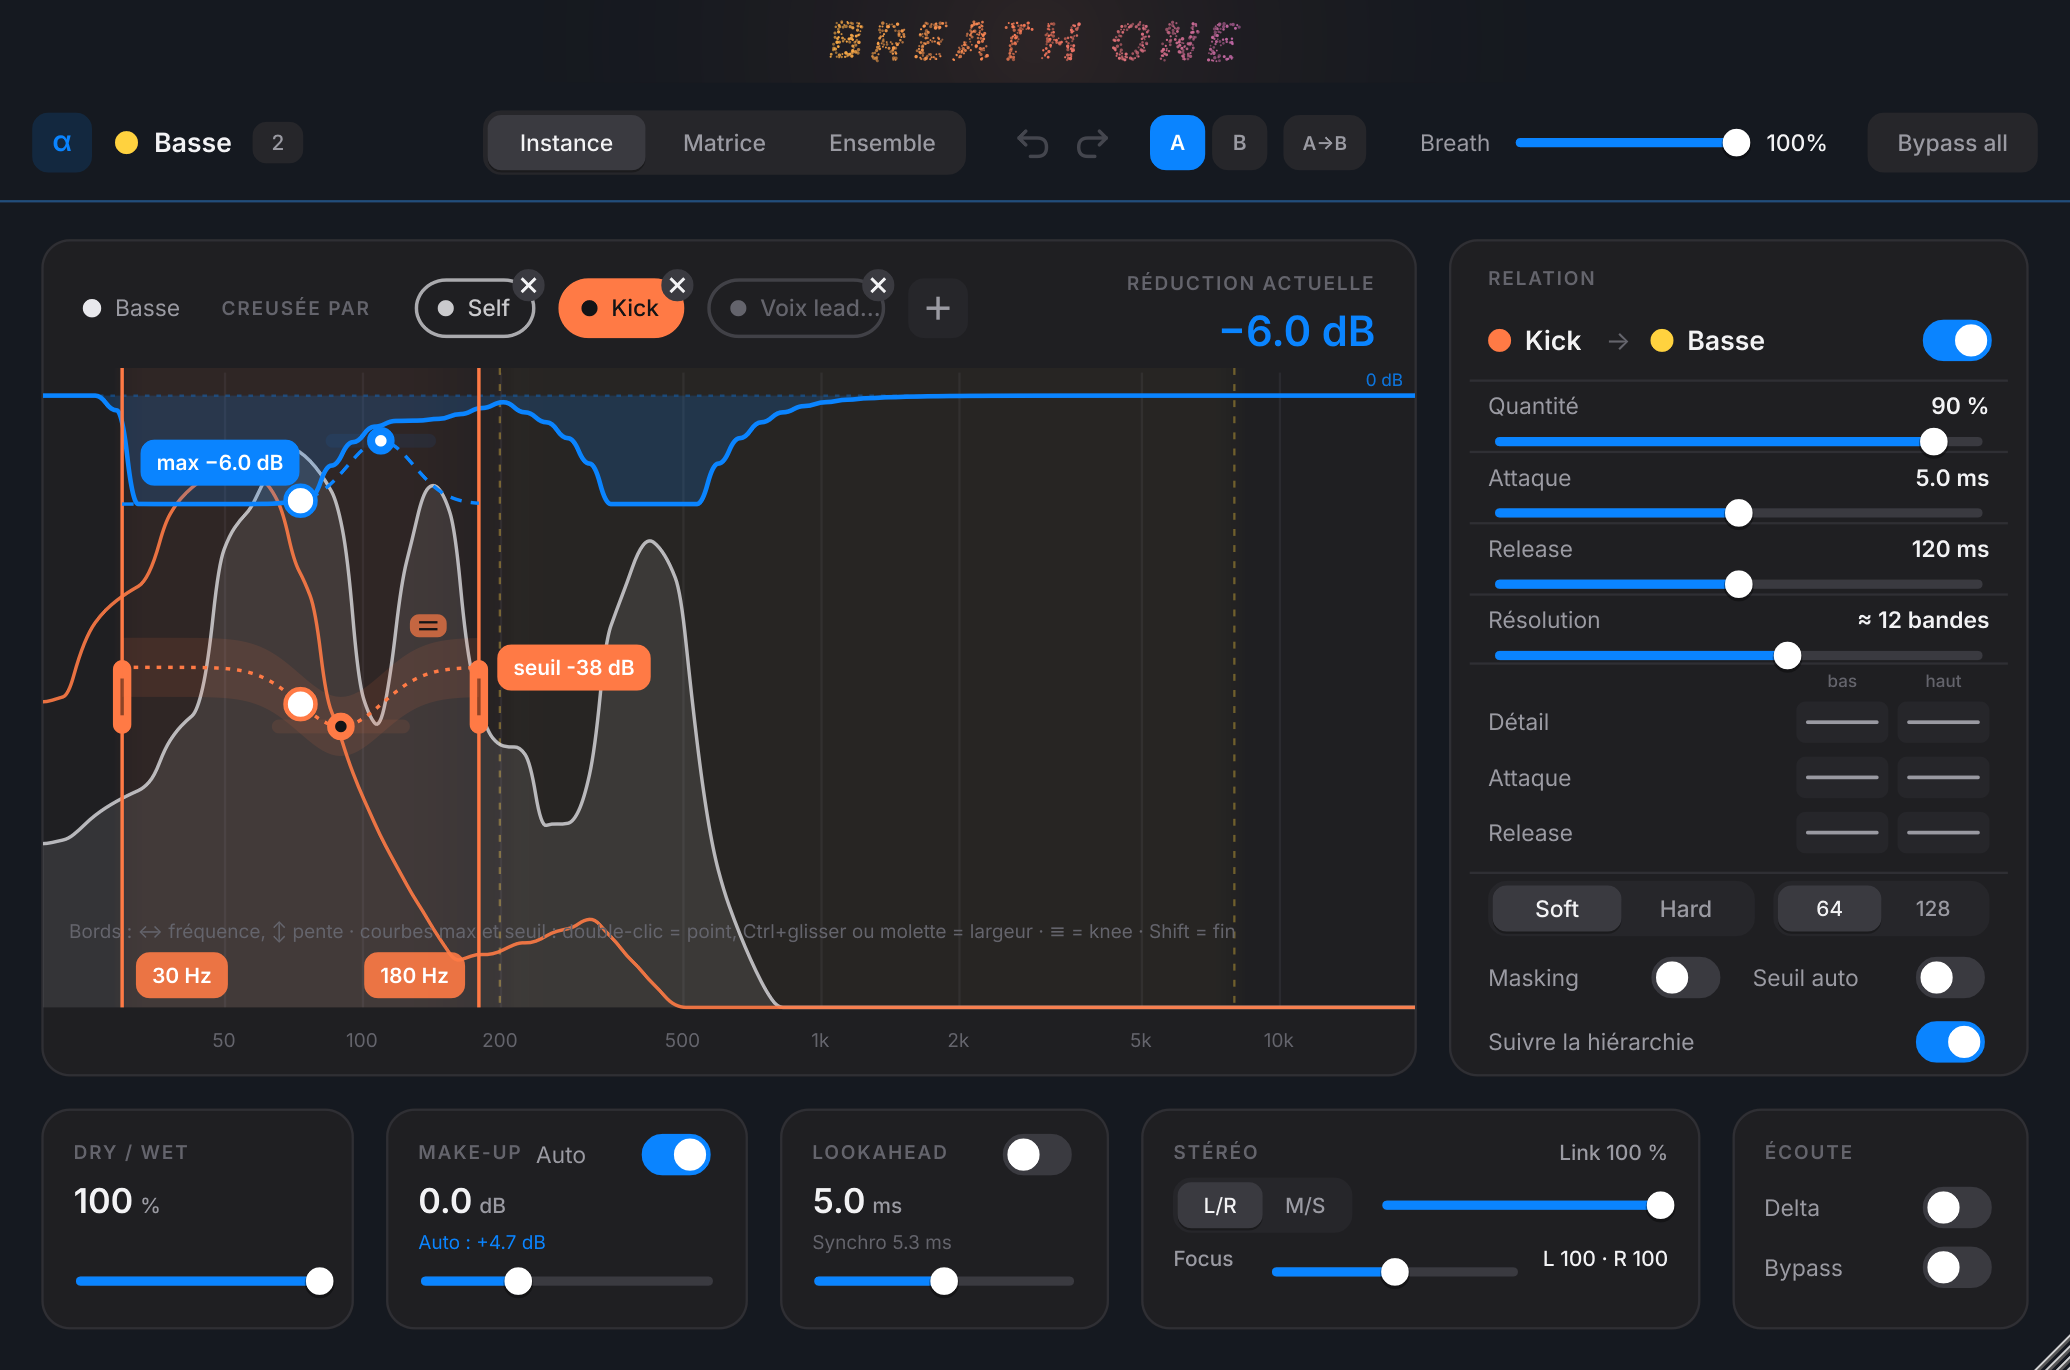 BREATH ONE
α Basse 2 Instance Matrice Ensemble A B A→B Breath 100% Bypass all
Basse CREUSÉE PAR Self Kick Voix lead... +
RÉDUCTION ACTUELLE
−6.0 dB
0 dB
max −6.0 dB
seuil -38 dB
Bords : ↔ fréquence, ↕ pente · courbes max et seuil : double-clic = point, Ctrl+glisser ou molette = largeur · ≡ = knee · Shift = fin
30 Hz 180 Hz
50 100 200 500 1k 2k 5k 10k
RELATION
Kick → Basse
Quantité 90 %
Attaque 5.0 ms
Release 120 ms
Résolution ≈ 12 bandes
bas haut
Détail
Attaque
Release
Soft Hard 64 128
Masking Seuil auto
Suivre la hiérarchie
DRY / WET
100 %
MAKE-UP Auto
0.0 dB
Auto : +4.7 dB
LOOKAHEAD
5.0 ms
Synchro 5.3 ms
STÉRÉO Link 100 %
L/R M/S
Focus L 100 · R 100
ÉCOUTE
Delta
Bypass